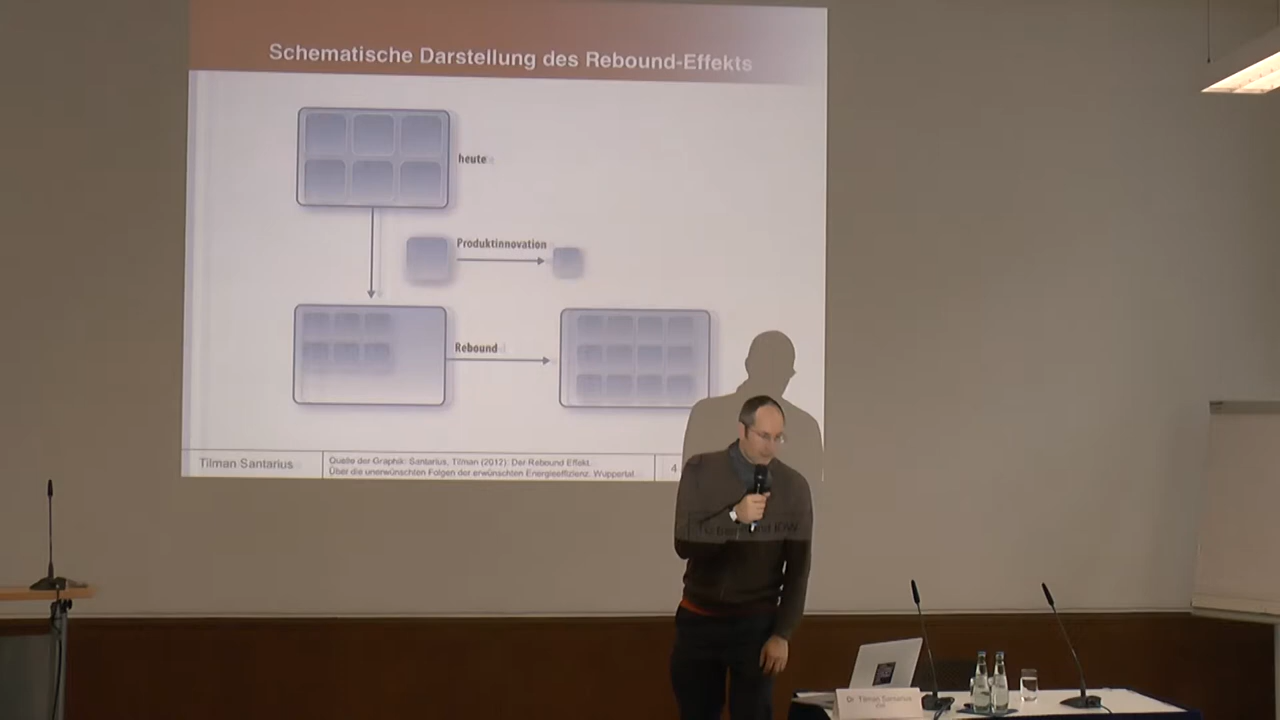 Schematische Darstellung des Rebound-Effekts
heute
Produktinnovation
Rebound
Tilman Santarius
Quelle der Graphik: Santarius, Tilman (2012): Der Rebound Effekt.
Über die unerwünschten Folgen der erwünschten Energieeffizienz, Wuppertal
4
Dr. Tilman Santarius